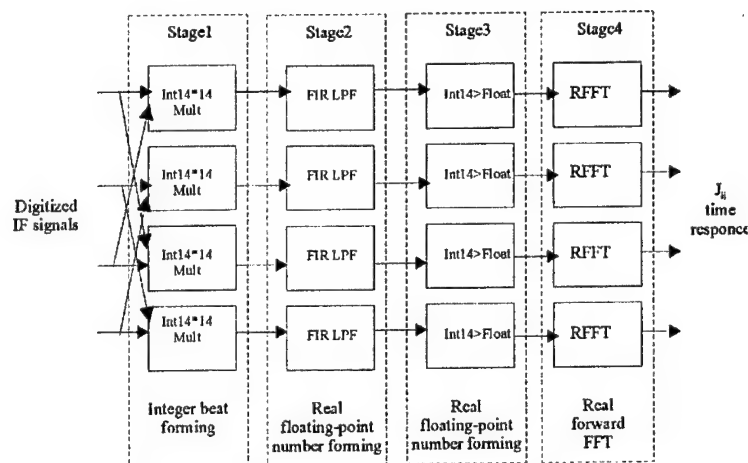 Stage1
Stage2
Stage3
Stage4
Int14*14
Mult
FIR LPF
Int14>Float
RFFT
Int14*14
Mult
FIR LPF
Int14>Float
RFFT
Digitized
IF signals
Int14*14
Mult
FIR LPF
Int14>Float
RFFT
Jij
time
responce
Int14*14
Mult
FIR LPF
Int14>Float
RFFT
Integer beat
forming
Real
floating-point
number forming
Real
floating-point
number forming
Real
forward
FFT